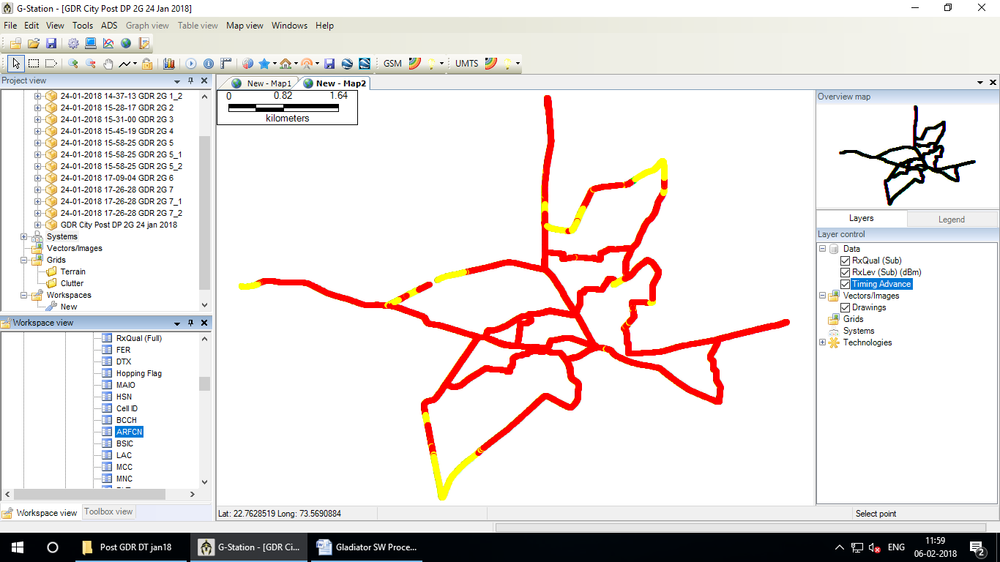 G-Station - [GDR City Post DP 2G 24 Jan 2018]
File Edit View Tools ADS Graph view Table view Map view Windows Help
GSM UMTS
Project view
24-01-2018 14-37-13 GDR 2G 1_2
24-01-2018 15-28-17 GDR 2G 2
24-01-2018 15-31-00 GDR 2G 3
24-01-2018 15-45-19 GDR 2G 4
24-01-2018 15-58-25 GDR 2G 5
24-01-2018 15-58-25 GDR 2G 5_1
24-01-2018 15-58-25 GDR 2G 5_2
24-01-2018 17-09-04 GDR 2G 6
24-01-2018 17-26-28 GDR 2G 7
24-01-2018 17-26-28 GDR 2G 7_1
24-01-2018 17-26-28 GDR 2G 7_2
GDR City Post DP 2G 24 jan 2018
Systems
Vectors/Images
Grids
Terrain
Clutter
Workspaces
New
Workspace view
RxQual (Full)
FER
DTX
Hopping Flag
MAIO
HSN
Cell ID
BCCH
ARFCN
BSIC
LAC
MCC
MNC
Workspace view Toolbox view
New - Map1 New - Map2
0 0.82 1.64
kilometers
Lat: 22.7628519 Long: 73.5690884
Select point
Overview map
Layers Legend
Layer control
Data
RxQual (Sub)
RxLev (Sub) (dBm)
Timing Advance
Vectors/Images
Drawings
Grids
Systems
Technologies
Post GDR DT jan18
G-Station - [GDR Ci...
Gladiator SW Proce...
ENG
11:59
06-02-2018
2